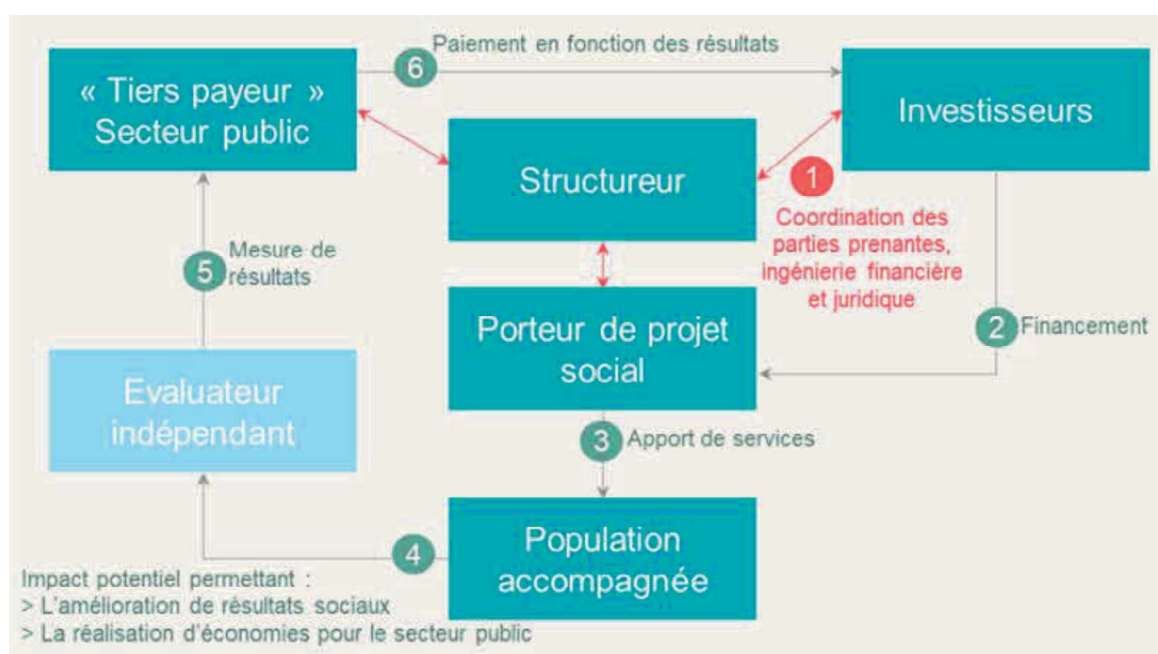 Paiement en fonction des résultats
6
« Tiers payeur »
Secteur public
Investisseurs
Structureur
1
Coordination des
parties prenantes,
ingénierie financière
et juridique
Mesure de
5
résultats
Porteur de projet
social
2
Financement
Evaluateur
indépendant
3
Apport de services
4
Population
accompagnée
Impact potentiel permettant :
> L'amélioration de résultats sociaux
> La réalisation d'économies pour le secteur public